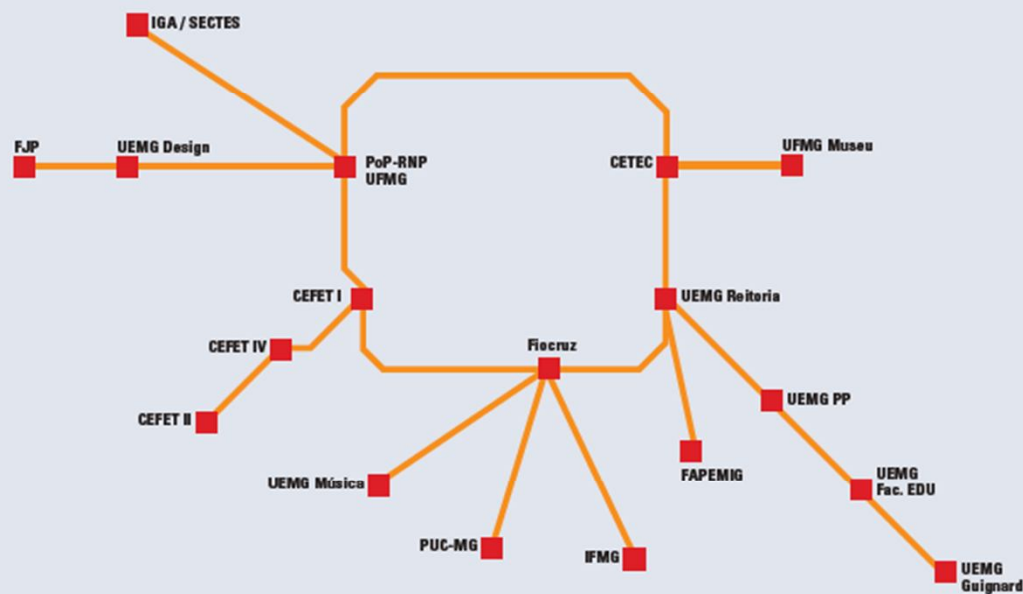 IGA / SECTES
FJP
UEMG Design
PoP-RNP
UFMG
CETEC
UFMG Museu
CEFET I
UEMG Reitoria
CEFET IV
Fiocruz
CEFET II
UEMG PP
UEMG Música
FAPEMIG
UEMG
Fac. EDU
PUC-MG
IFMG
UEMG
Guignard